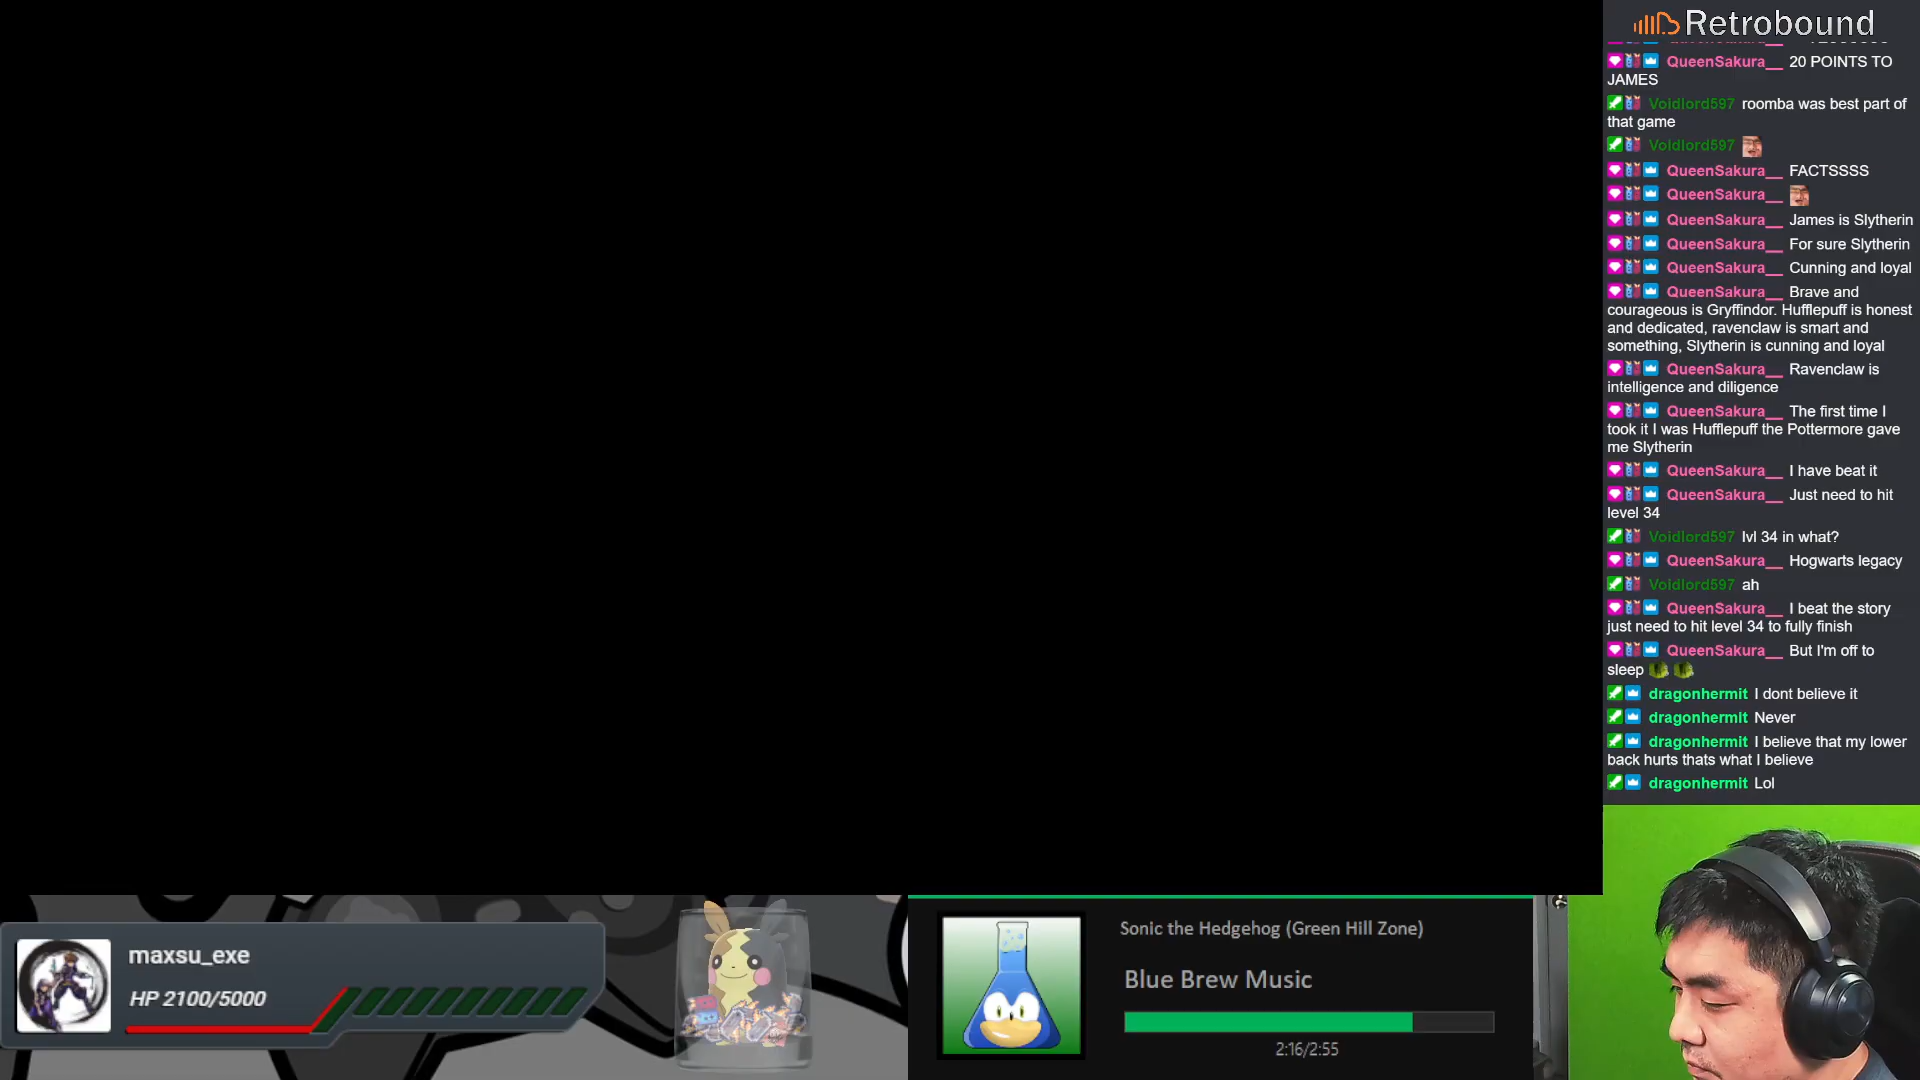 Retrobound
QueenSakura__ 20 POINTS TO
JAMES
Voidlord597 roomba was best part of
that game
Voidlord597
QueenSakura__ FACTSSSS
QueenSakura__
QueenSakura__ James is Slytherin
QueenSakura__ For sure Slytherin
QueenSakura__ Cunning and loyal
QueenSakura__ Brave and
courageous is Gryffindor. Hufflepuff is honest
and dedicated, ravenclaw is smart and
something, Slytherin is cunning and loyal
QueenSakura__ Ravenclaw is
intelligence and diligence
QueenSakura__ The first time I
took it I was Hufflepuff the Pottermore gave
me Slytherin
QueenSakura__ I have beat it
QueenSakura__ Just need to hit
level 34
Voidlord597 lvl 34 in what?
QueenSakura__ Hogwarts legacy
Voidlord597 ah
QueenSakura__ I beat the story
just need to hit level 34 to fully finish
QueenSakura__ But I'm off to
sleep
dragonhermit I dont believe it
dragonhermit Never
dragonhermit I believe that my lower
back hurts thats what I believe
dragonhermit Lol
maxsu_exe
HP 2100/5000
Sonic the Hedgehog (Green Hill Zone)
Blue Brew Music
2:16/2:55